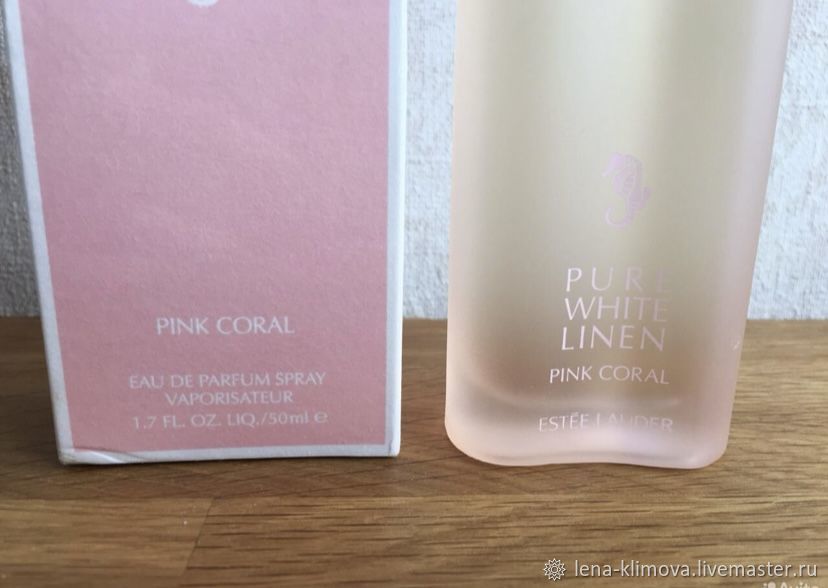 PINK CORAL
EAU DE PARFUM SPRAY
VAPORISATEUR
1.7 FL. OZ. LIQ./50ml e
PURE
WHITE
LINEN
PINK CORAL
ESTĒE LAUDER
lena-klimova.livemaster.ru
Avito